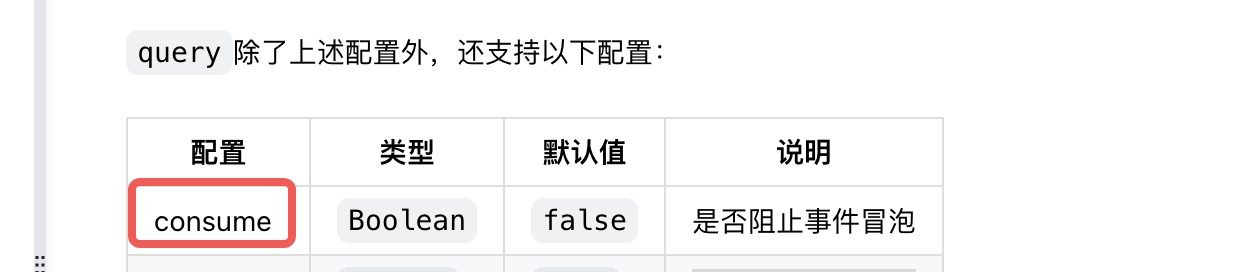 query 除了上述配置外，还支持以下配置：
配置 类型 默认值 说明
consume Boolean false 是否阻止事件冒泡